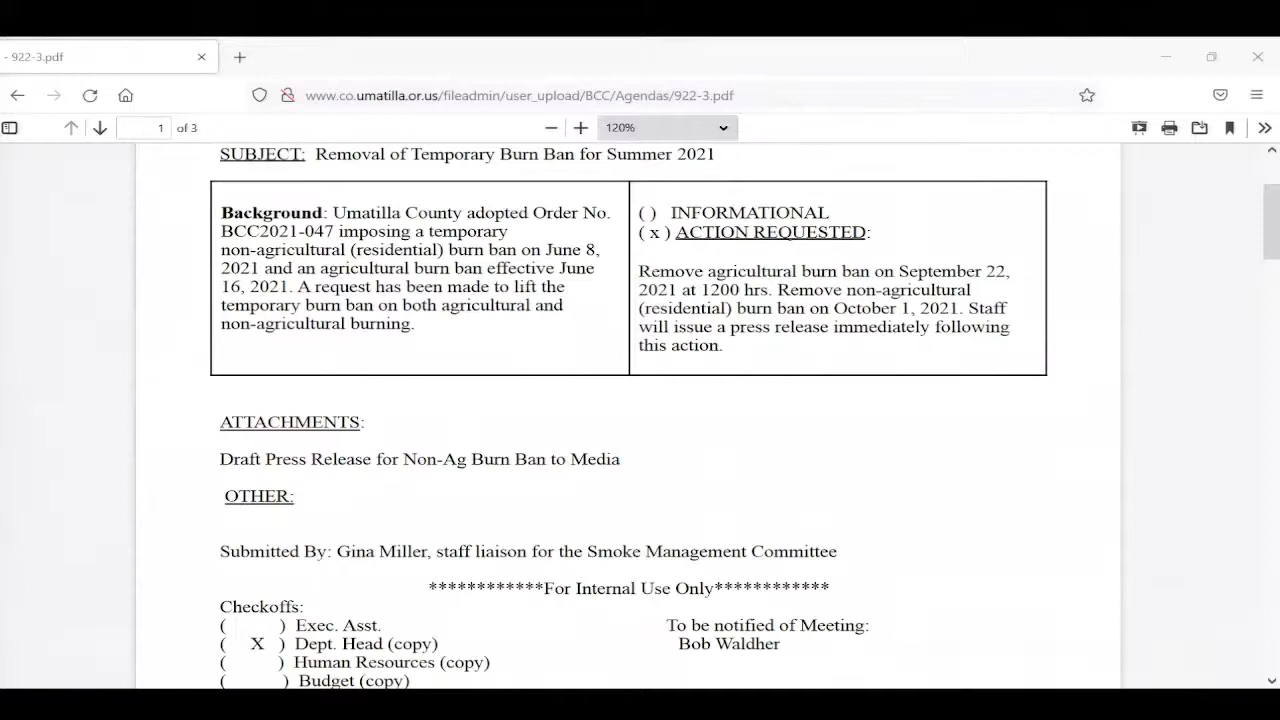 - 922-3.pdf
www.co.umatilla.or.us/fileadmin/user_upload/BCC/Agendas/922-3.pdf
1 of 3
120%
SUBJECT: Removal of Temporary Burn Ban for Summer 2021
Background: Umatilla County adopted Order No.
BCC2021-047 imposing a temporary
non-agricultural (residential) burn ban on June 8,
2021 and an agricultural burn ban effective June
16, 2021. A request has been made to lift the
temporary burn ban on both agricultural and
non-agricultural burning.
( ) INFORMATIONAL
( x ) ACTION REQUESTED:
Remove agricultural burn ban on September 22,
2021 at 1200 hrs. Remove non-agricultural
(residential) burn ban on October 1, 2021. Staff
will issue a press release immediately following
this action.
ATTACHMENTS:
Draft Press Release for Non-Ag Burn Ban to Media
OTHER:
Submitted By: Gina Miller, staff liaison for the Smoke Management Committee
************For Internal Use Only************
Checkoffs:
( ) Exec. Asst.
( X ) Dept. Head (copy)
( ) Human Resources (copy)
( ) Budget (copy)
To be notified of Meeting:
Bob Waldher